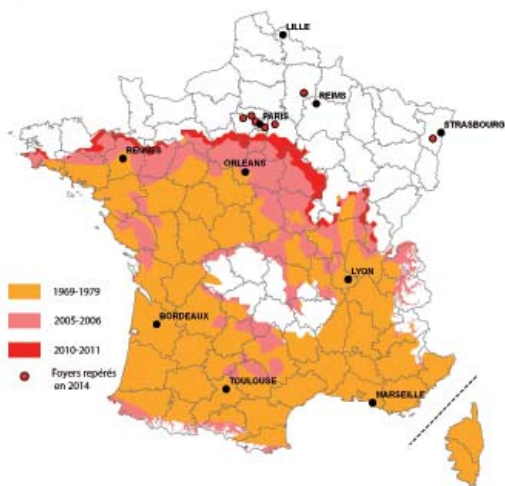 LILLE
REIMS
PARIS
STRASBOURG
RENNES
ORLÉANS
LYON
1969-1979
2005-2006
BORDEAUX
2010-2011
Foyers repérés
en 2014
TOULOUSE
MARSEILLE